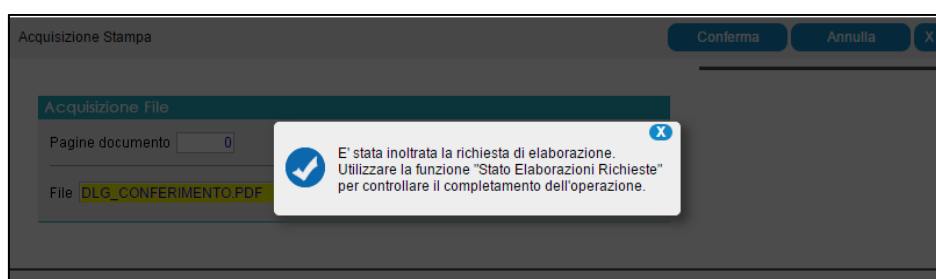 Acquisizione Stampa
Conferma
Annulla
X
Acquisizione File
Pagine documento 0
X
E' stata inoltrata la richiesta di elaborazione.
Utilizzare la funzione "Stato Elaborazioni Richieste"
per controllare il completamento dell'operazione.
File DLG_CONFERIMENTO.PDF